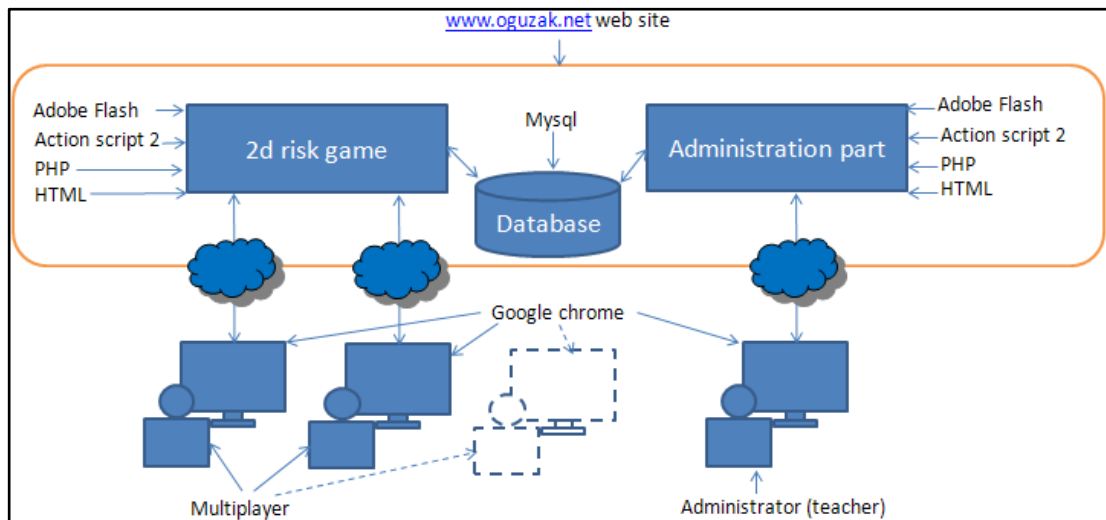 www.oguzak.net web site
Adobe Flash
Action script 2
PHP
HTML
2d risk game
Mysql
Database
Administration part
Adobe Flash
Action script 2
PHP
HTML
Google chrome
Multiplayer
Administrator (teacher)